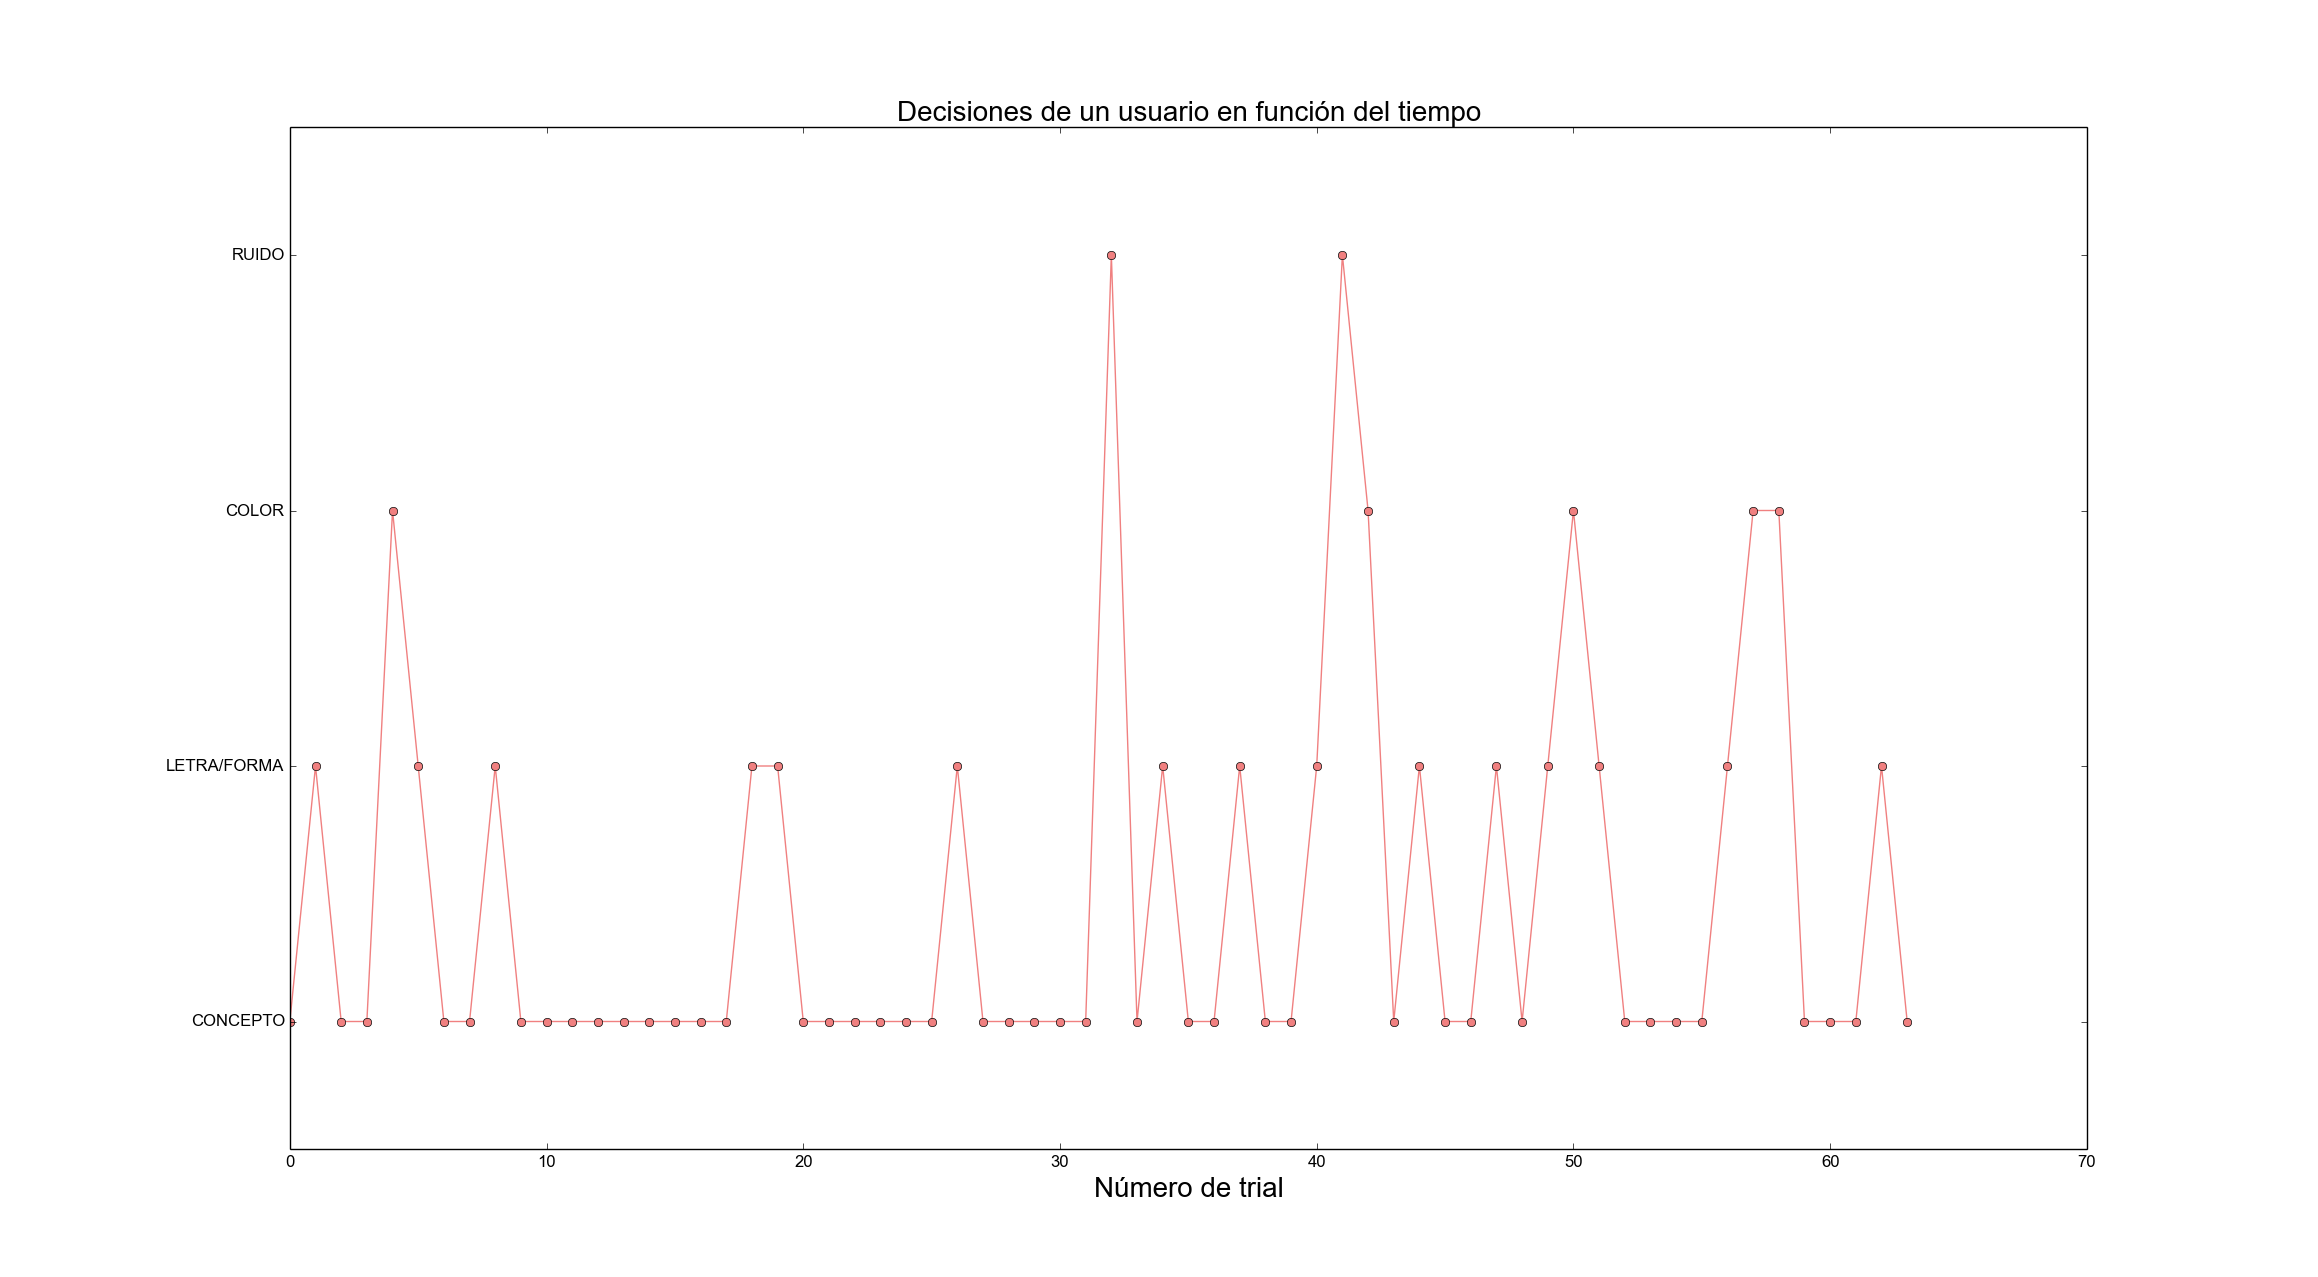 Decisiones de un usuario en función del tiempo
RUIDO
COLOR
LETRA/FORMA
CONCEPTO
0 10 20 30 40 50 60 70
Número de trial